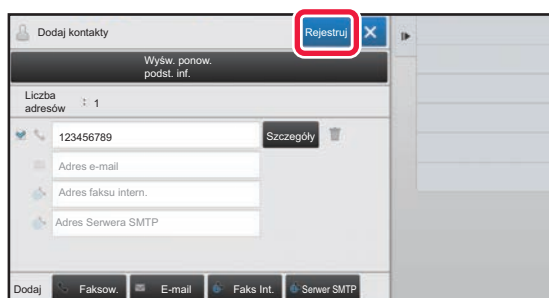 Dodaj kontakty
Rejestruj
Wyśw. ponow.
podst. inf.
Liczba
adresów : 1
123456789
Szczegóły
Adres e-mail
Adres faksu intern.
Adres Serwera SMTP
Dodaj
Faksow.
E-mail
Faks Int.
Serwer SMTP